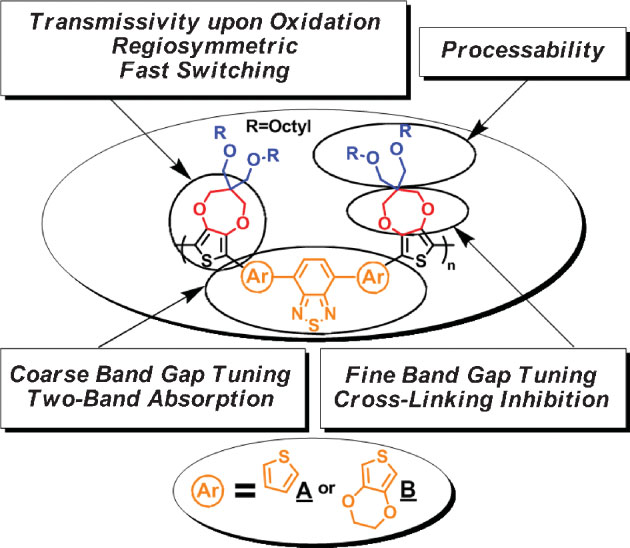 Transmissivity upon Oxidation
Regiosymmetric
Fast Switching
Processability
R=Octyl
R
O
O-R
R
R-O
O
O
O
O
O
S
S
n
Ar
Ar
N
N
S
Coarse Band Gap Tuning
Two-Band Absorption
Fine Band Gap Tuning
Cross-Linking Inhibition
Ar = S A or S B
O
O